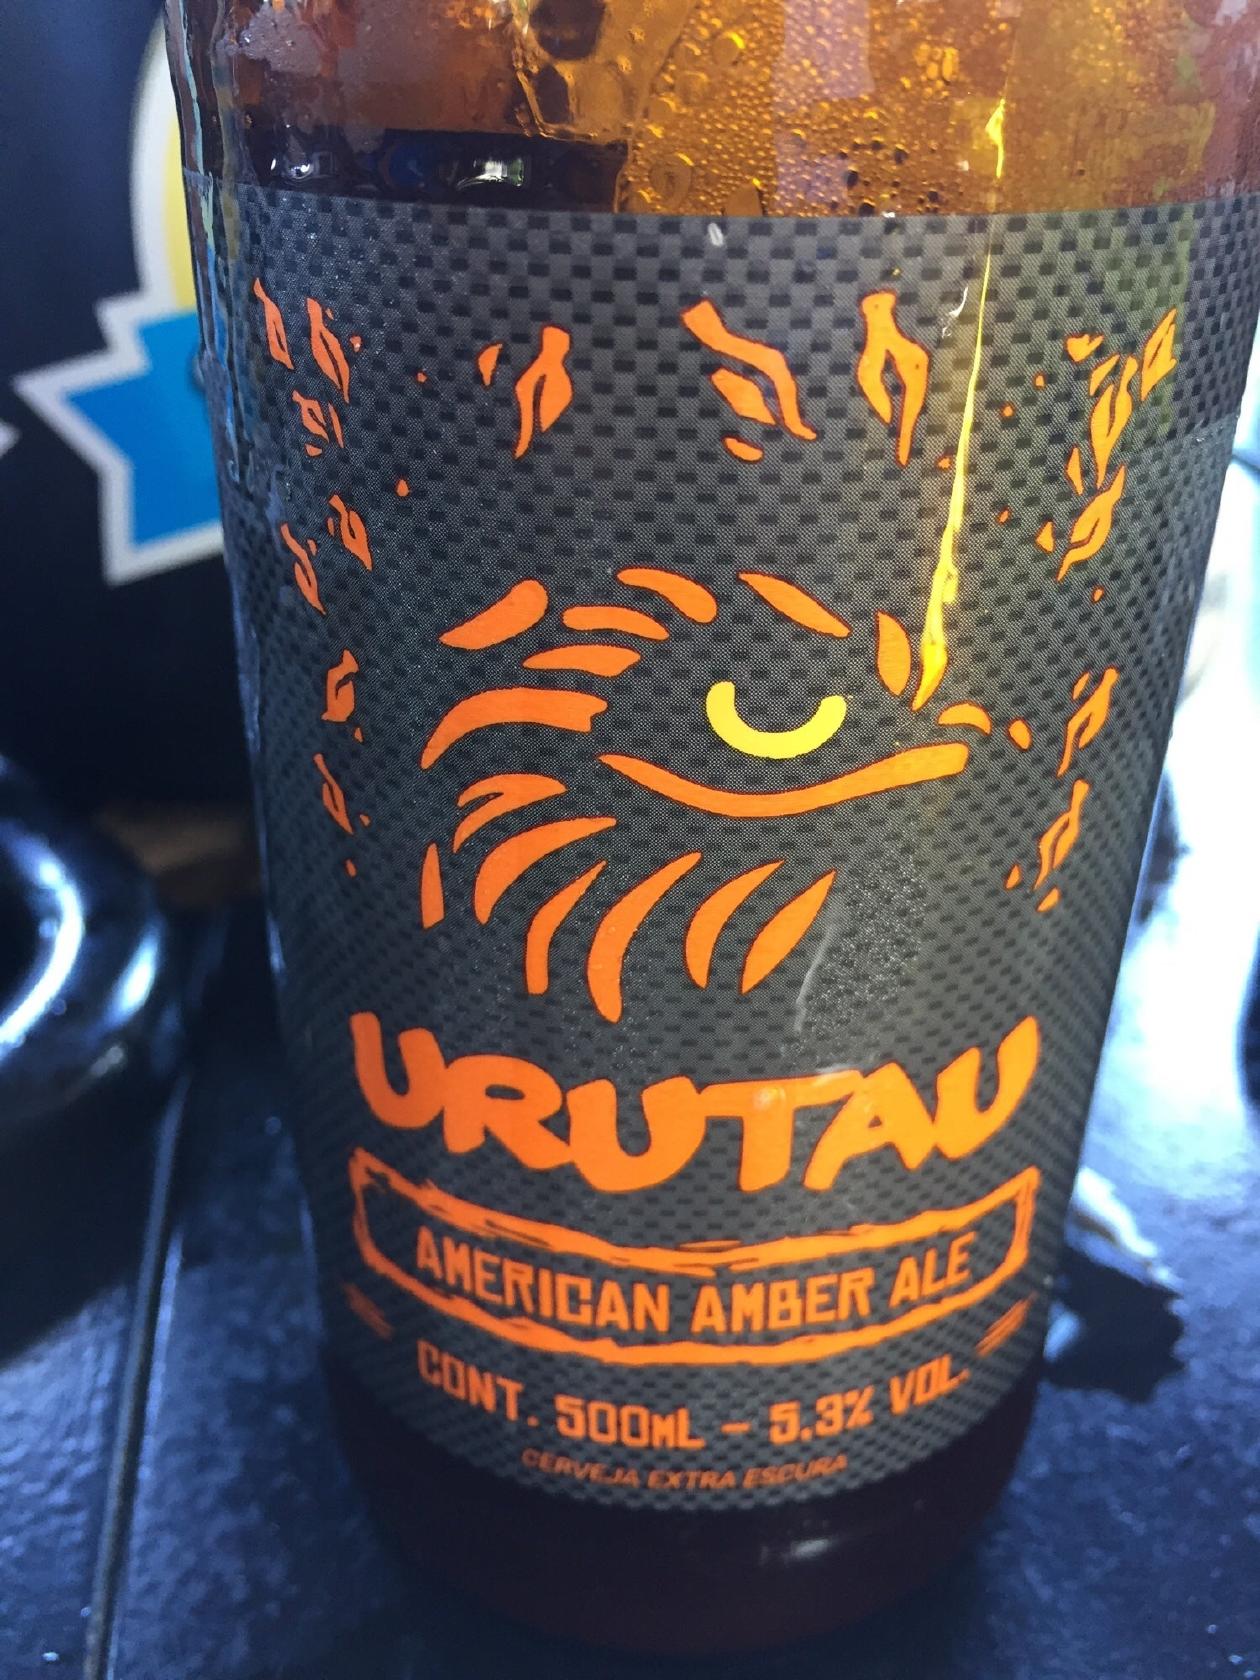 URUTAU
AMERICAN AMBER ALE
CONT. 500mL - 5.3% VOL.
CERVEJA EXTRA ESCURA